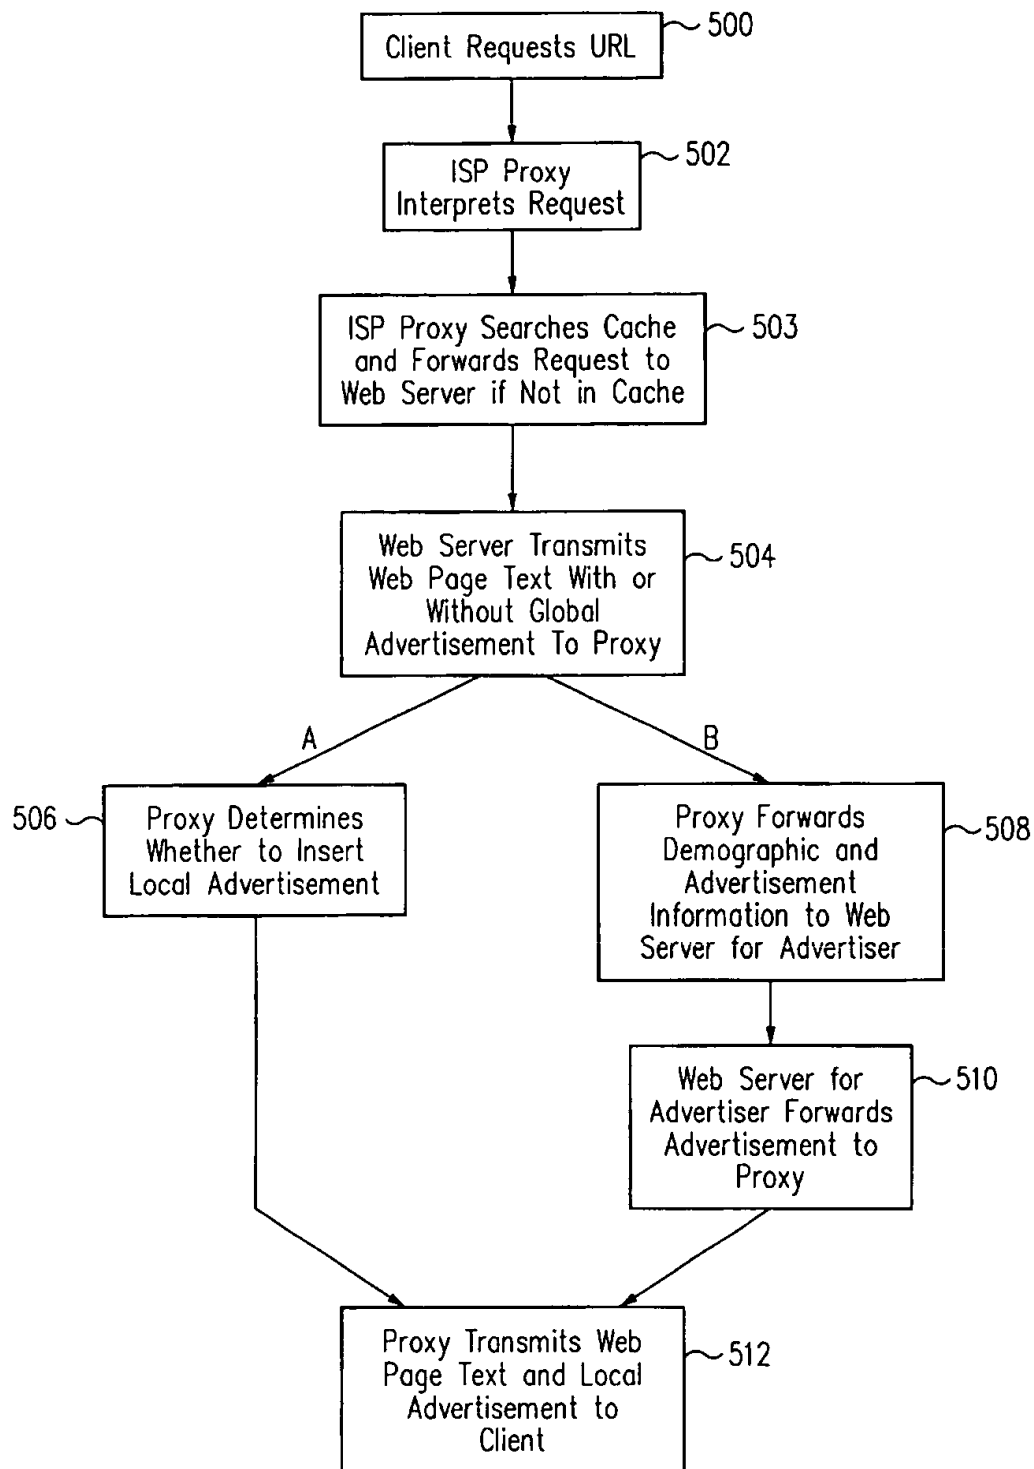 Client Requests URL
500
ISP Proxy
Interprets Request
502
ISP Proxy Searches Cache
and Forwards Request to
Web Server if Not in Cache
503
Web Server Transmits
Web Page Text With or
Without Global
Advertisement To Proxy
504
A
B
506
Proxy Determines
Whether to Insert
Local Advertisement
Proxy Forwards
Demographic and
Advertisement
Information to Web
Server for Advertiser
508
Web Server for
Advertiser Forwards
Advertisement to
Proxy
510
Proxy Transmits Web
Page Text and Local
Advertisement to
Client
512